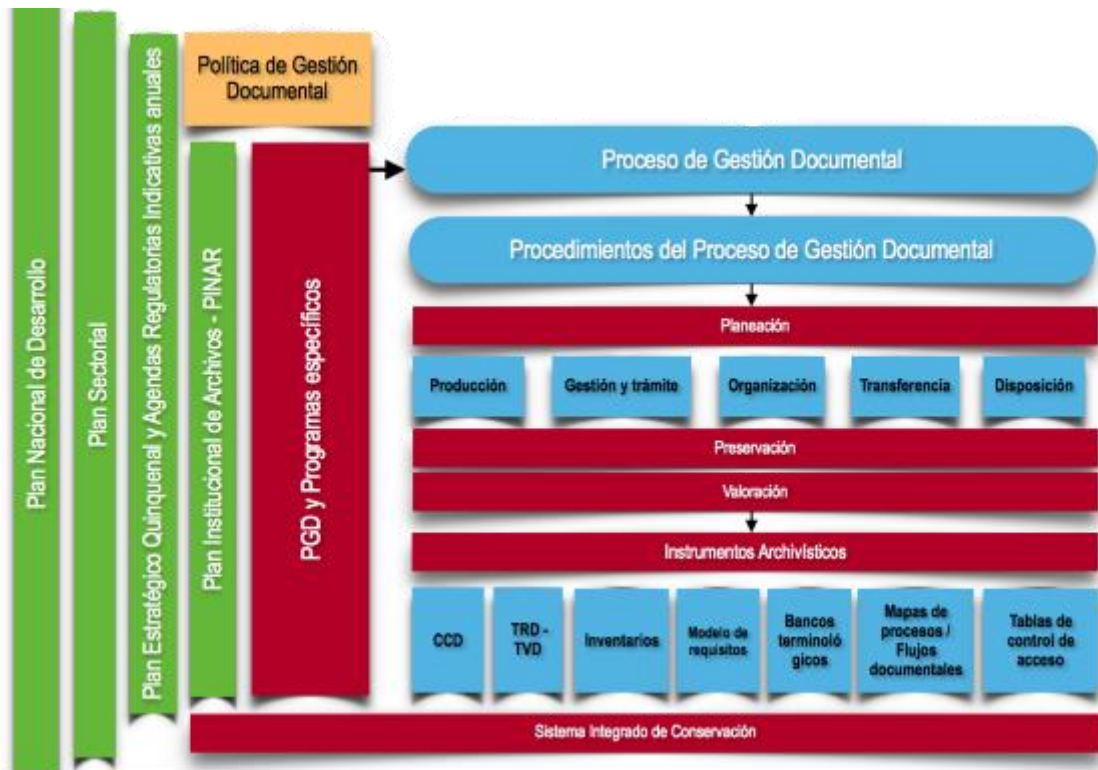 Plan Nacional de Desarrollo
Plan Sectorial
Plan Estratégico Quinquenal y Agendas Regulatorias Indicativas anuales
Política de Gestión
Documental
Plan Institucional de Archivos - PINAR
PGD y Programas específicos
Proceso de Gestión Documental
Procedimientos del Proceso de Gestión Documental
Planeación
Producción
Gestión y trámite
Organización
Transferencia
Disposición
Preservación
Valoración
Instrumentos Archivísticos
CCD
TRD -
TVD
Inventarios
Modelo de
requisitos
Bancos
terminoló
gicos
Mapas de
procesos /
Flujos
documentales
Tablas de
control de
acceso
Sistema Integrado de Conservación